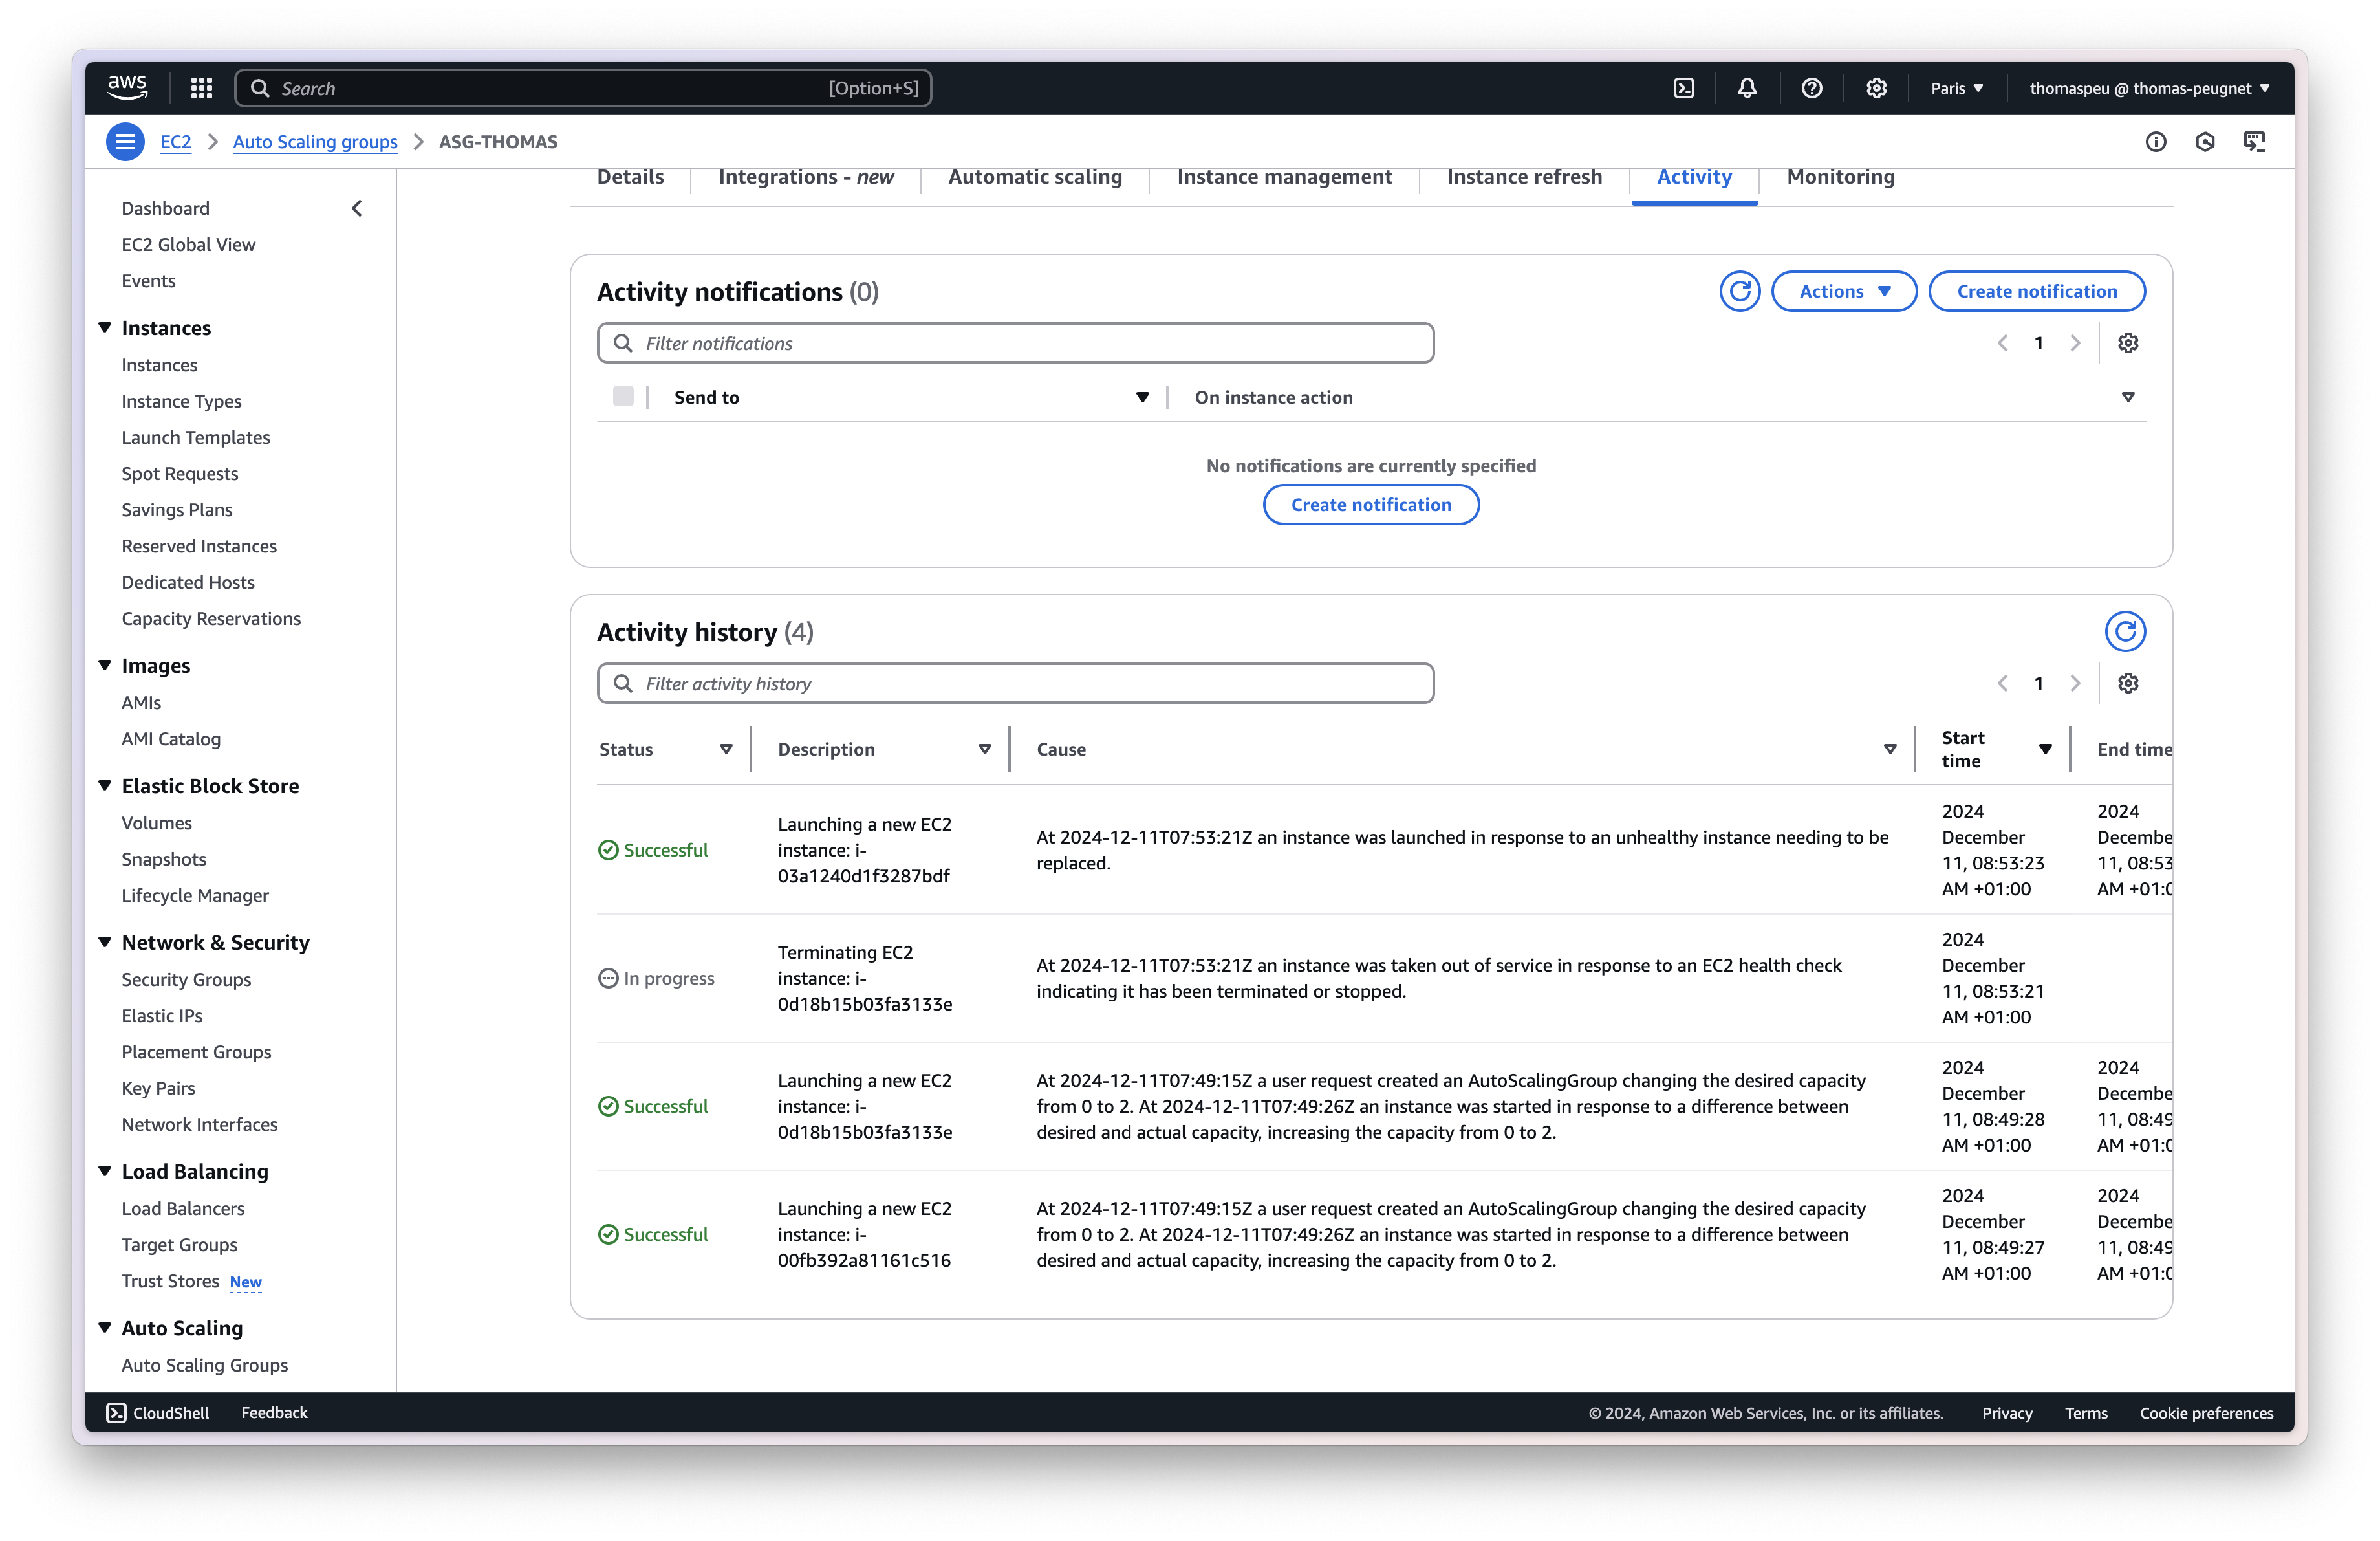 aws
Search [Option+S]
Paris
thomaspeu @ thomas-peugnet
EC2 Auto Scaling groups ASG-THOMAS
Dashboard
EC2 Global View
Events
Instances
Instances
Instance Types
Launch Templates
Spot Requests
Savings Plans
Reserved Instances
Dedicated Hosts
Capacity Reservations
Images
AMIs
AMI Catalog
Elastic Block Store
Volumes
Snapshots
Lifecycle Manager
Network & Security
Security Groups
Elastic IPs
Placement Groups
Key Pairs
Network Interfaces
Load Balancing
Load Balancers
Target Groups
Trust Stores New
Auto Scaling
Auto Scaling Groups
Details
Integrations - new
Automatic scaling
Instance management
Instance refresh
Activity
Monitoring
Activity notifications (0)
Actions
Create notification
Filter notifications
1
Send to
On instance action
No notifications are currently specified
Create notification
Activity history (4)
Filter activity history
1
Status
Description
Cause
Start
time
End time
Successful
Launching a new EC2
instance: i-
03a1240d1f3287bdf
At 2024-12-11T07:53:21Z an instance was launched in response to an unhealthy instance needing to be
replaced.
2024
December
11, 08:53:23
AM +01:00
2024
Decembe
11, 08:53
AM +01:0
In progress
Terminating EC2
instance: i-
0d18b15b03fa3133e
At 2024-12-11T07:53:21Z an instance was taken out of service in response to an EC2 health check
indicating it has been terminated or stopped.
2024
December
11, 08:53:21
AM +01:00
Successful
Launching a new EC2
instance: i-
0d18b15b03fa3133e
At 2024-12-11T07:49:15Z a user request created an AutoScalingGroup changing the desired capacity
from 0 to 2. At 2024-12-11T07:49:26Z an instance was started in response to a difference between
desired and actual capacity, increasing the capacity from 0 to 2.
2024
December
11, 08:49:28
AM +01:00
2024
Decembe
11, 08:49
AM +01:0
Successful
Launching a new EC2
instance: i-
00fb392a81161c516
At 2024-12-11T07:49:15Z a user request created an AutoScalingGroup changing the desired capacity
from 0 to 2. At 2024-12-11T07:49:26Z an instance was started in response to a difference between
desired and actual capacity, increasing the capacity from 0 to 2.
2024
December
11, 08:49:27
AM +01:00
2024
Decembe
11, 08:49
AM +01:0
CloudShell
Feedback
© 2024, Amazon Web Services, Inc. or its affiliates.
Privacy
Terms
Cookie preferences